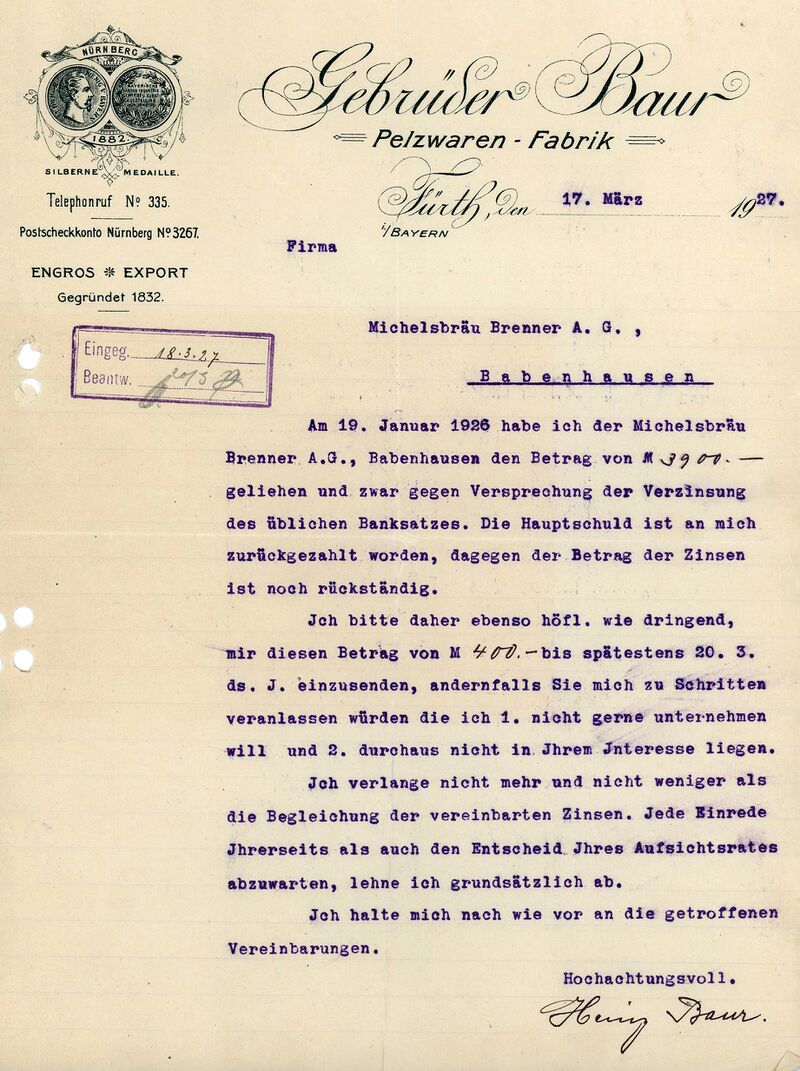 NÜRNBERG
1882
SILBERNE MEDAILLE.
Telephonruf Nº 335.
Postscheckkonto Nürnberg Nº 3267.
ENGROS ❊ EXPORT
Gegründet 1832.
Gebrüder Baur
Pelzwaren - Fabrik
Fürth, den 17. März 1927.
i/BAYERN
Firma
Michelsbräu Brenner A. G. ,
Babenhausen
Eingeg. 18.3.27
Beantw.
Am 19. Januar 1926 habe ich der Michelsbräu
Brenner A.G., Babenhausen den Betrag von M 3900.—
geliehen und zwar gegen Versprechung der Verzinsung
des üblichen Banksatzes. Die Hauptschuld ist an mich
zurückgezahlt worden, dagegen der Betrag der Zinsen
ist noch rückständig.
Jch bitte daher ebenso höfl. wie dringend,
mir diesen Betrag von M 400.- bis spätestens 20. 3.
ds. J. einzusenden, andernfalls Sie mich zu Schritten
veranlassen würden die ich 1. nicht gerne unternehmen
will und 2. durchaus nicht in Jhrem Jnteresse liegen.
Jch verlange nicht mehr und nicht weniger als
die Begleichung der vereinbarten Zinsen. Jede Einrede
Jhrerseits als auch den Entscheid Jhres Aufsichtsrates
abzuwarten, lehne ich grundsätzlich ab.
Jch halte mich nach wie vor an die getroffenen
Vereinbarungen.
Hochachtungsvoll.
Heinz Baur.